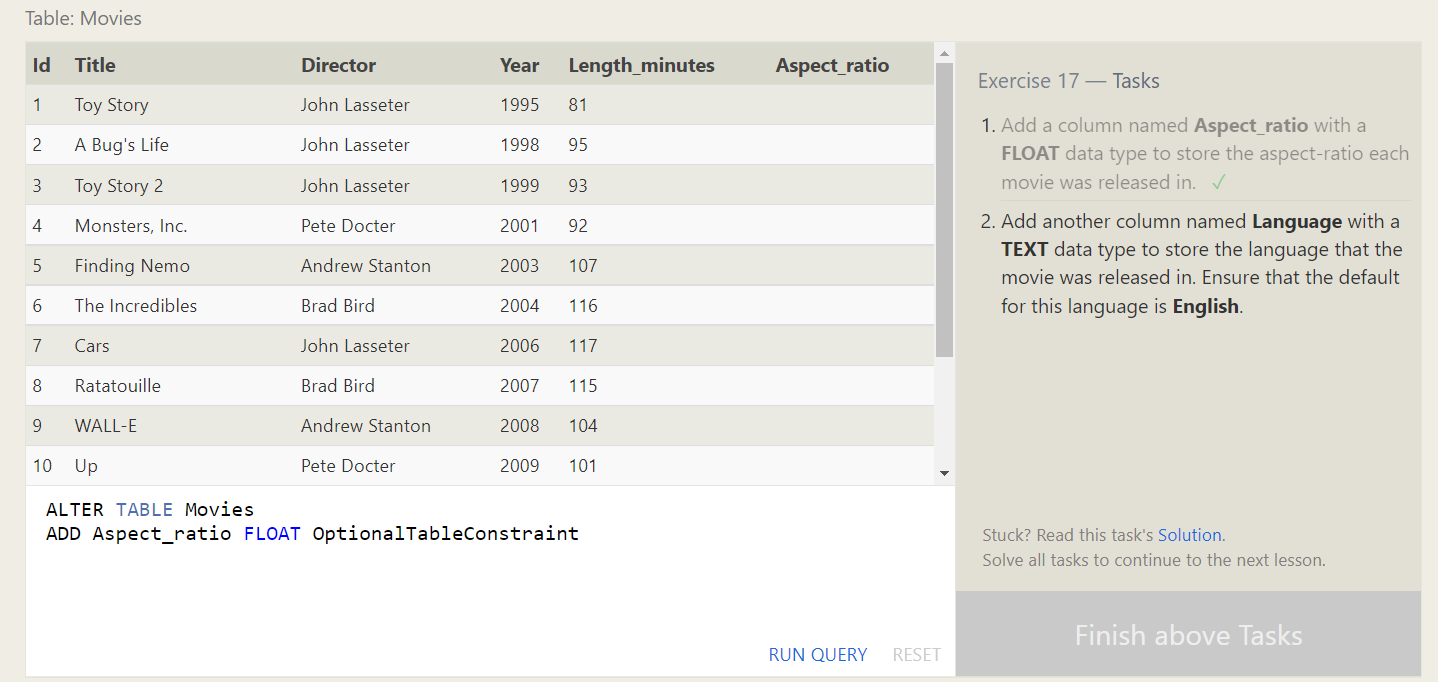 Table: Movies
Id Title Director Year Length_minutes Aspect_ratio
1 Toy Story John Lasseter 1995 81
2 A Bug's Life John Lasseter 1998 95
3 Toy Story 2 John Lasseter 1999 93
4 Monsters, Inc. Pete Docter 2001 92
5 Finding Nemo Andrew Stanton 2003 107
6 The Incredibles Brad Bird 2004 116
7 Cars John Lasseter 2006 117
8 Ratatouille Brad Bird 2007 115
9 WALL-E Andrew Stanton 2008 104
10 Up Pete Docter 2009 101
ALTER TABLE Movies
ADD Aspect_ratio FLOAT OptionalTableConstraint
RUN QUERY RESET
Exercise 17 — Tasks
1. Add a column named Aspect_ratio with a
FLOAT data type to store the aspect-ratio each
movie was released in. ✓
2. Add another column named Language with a
TEXT data type to store the language that the
movie was released in. Ensure that the default
for this language is English.
Stuck? Read this task's Solution.
Solve all tasks to continue to the next lesson.
Finish above Tasks